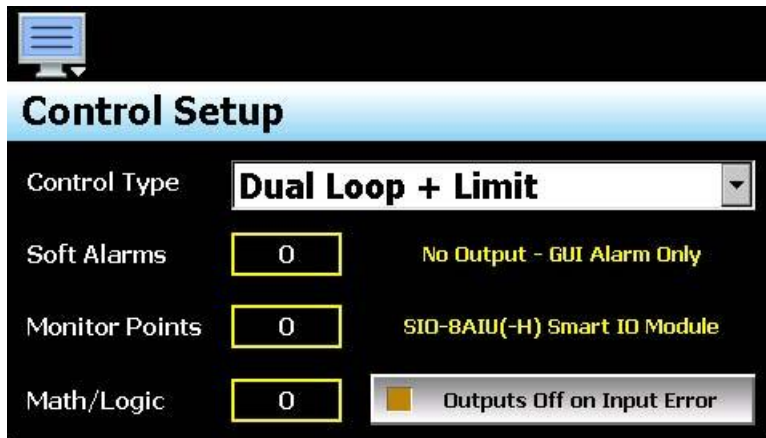 Control Setup
Control Type Dual Loop + Limit
Soft Alarms 0 No Output - GUI Alarm Only
Monitor Points 0 SIO-8AIU(-H) Smart IO Module
Math/Logic 0 Outputs Off on Input Error